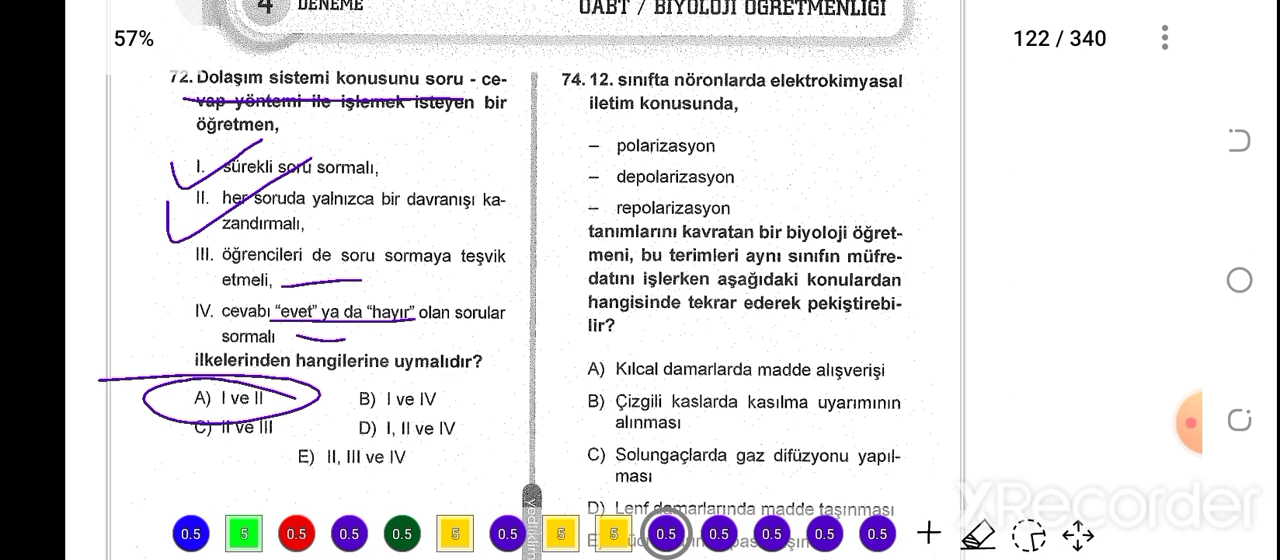 4 DENEME
ÖABT / BİYOLOJİ ÖĞRETMENLİĞİ
57%
122 / 340
72. Dolaşım sistemi konusunu soru - ce-
vap yöntemi ile işlemek isteyen bir
öğretmen,
I. sürekli soru sormalı,
II. her soruda yalnızca bir davranışı ka-
zandırmalı,
III. öğrencileri de soru sormaya teşvik
etmeli,
IV. cevabı “evet” ya da “hayır” olan sorular
sormalı
ilkelerinden hangilerine uymalıdır?
A) I ve II
B) I ve IV
C) II ve III
D) I, II ve IV
E) II, III ve IV
74. 12. sınıfta nöronlarda elektrokimyasal
iletim konusunda,
– polarizasyon
– depolarizasyon
– repolarizasyon
tanımlarını kavratan bir biyoloji öğret-
meni, bu terimleri aynı sınıfın müfre-
datını işlerken aşağıdaki konulardan
hangisinde tekrar ederek pekiştirebi-
lir?
A) Kılcal damarlarda madde alışverişi
B) Çizgili kaslarda kasılma uyarımının
alınması
C) Solungaçlarda gaz difüzyonu yapıl-
ması
D) Lenf damarlarında madde taşınması
E)
0.5 5 0.5 0.5 0.5 5 0.5 5 5 0.5 0.5 0.5 0.5 0.5
XRecorder